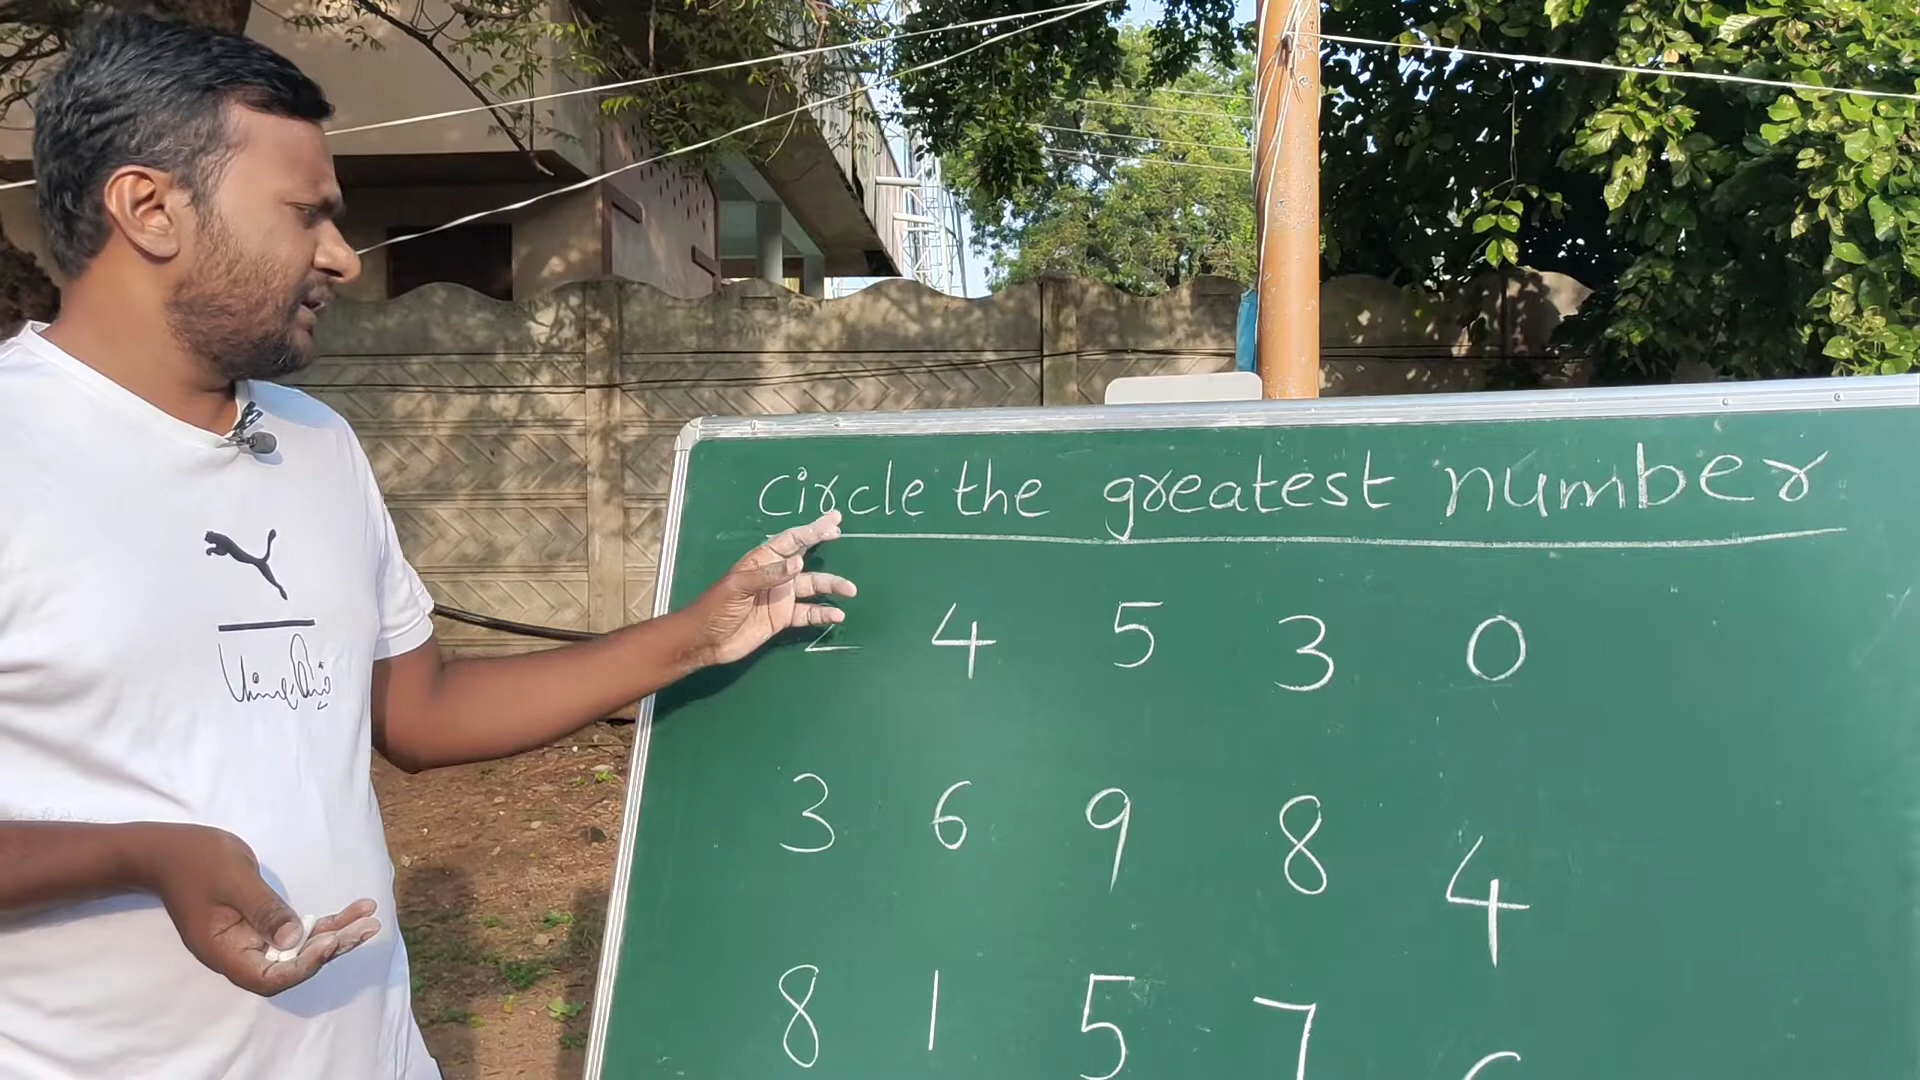 circle the greatest number
2 4 5 3 0
3 6 9 8 4
8 1 5 7